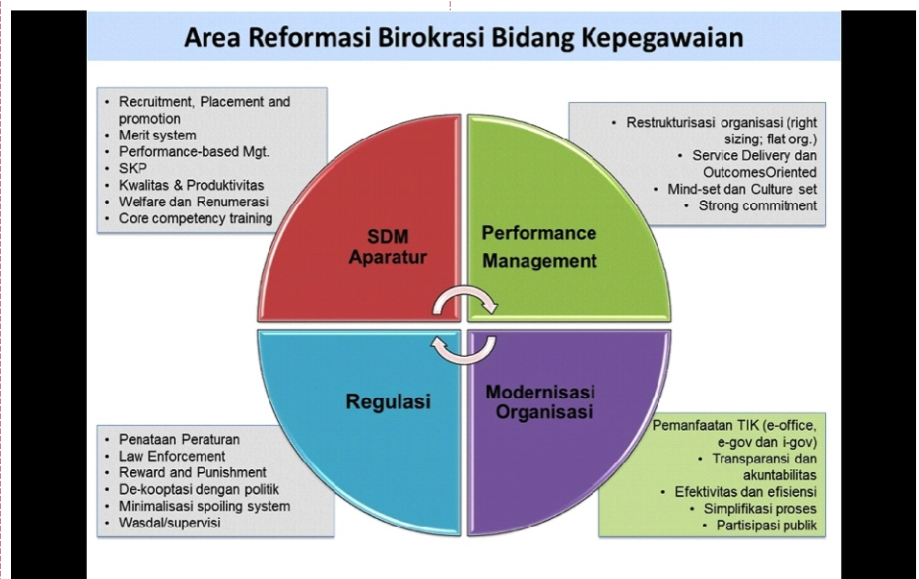 Area Reformasi Birokrasi Bidang Kepegawaian
• Recruitment, Placement and
promotion
• Merit system
• Performance-based Mgt.
• SKP
• Kwalitas & Produktivitas
• Welfare dan Renumerasi
• Core competency training
• Restrukturisasi organisasi (right
sizing; flat org.)
• Service Delivery dan
OutcomesOriented
• Mind-set dan Culture set
• Strong commitment
SDM
Aparatur
Performance
Management
Regulasi
Modernisasi
Organisasi
• Penataan Peraturan
• Law Enforcement
• Reward and Punishment
• De-kooptasi dengan politik
• Minimalisasi spoiling system
• Wasdal/supervisi
Pemanfaatan TIK (e-office,
e-gov dan i-gov)
• Transparansi dan
akuntabilitas
• Efektivitas dan efisiensi
• Simplifikasi proses
• Partisipasi publik